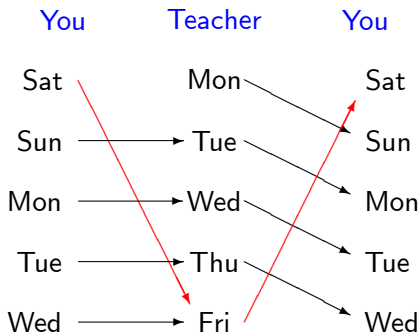 You Teacher You
Sat Mon Sat
Sun Tue Sun
Mon Wed Mon
Tue Thu Tue
Wed Fri Wed